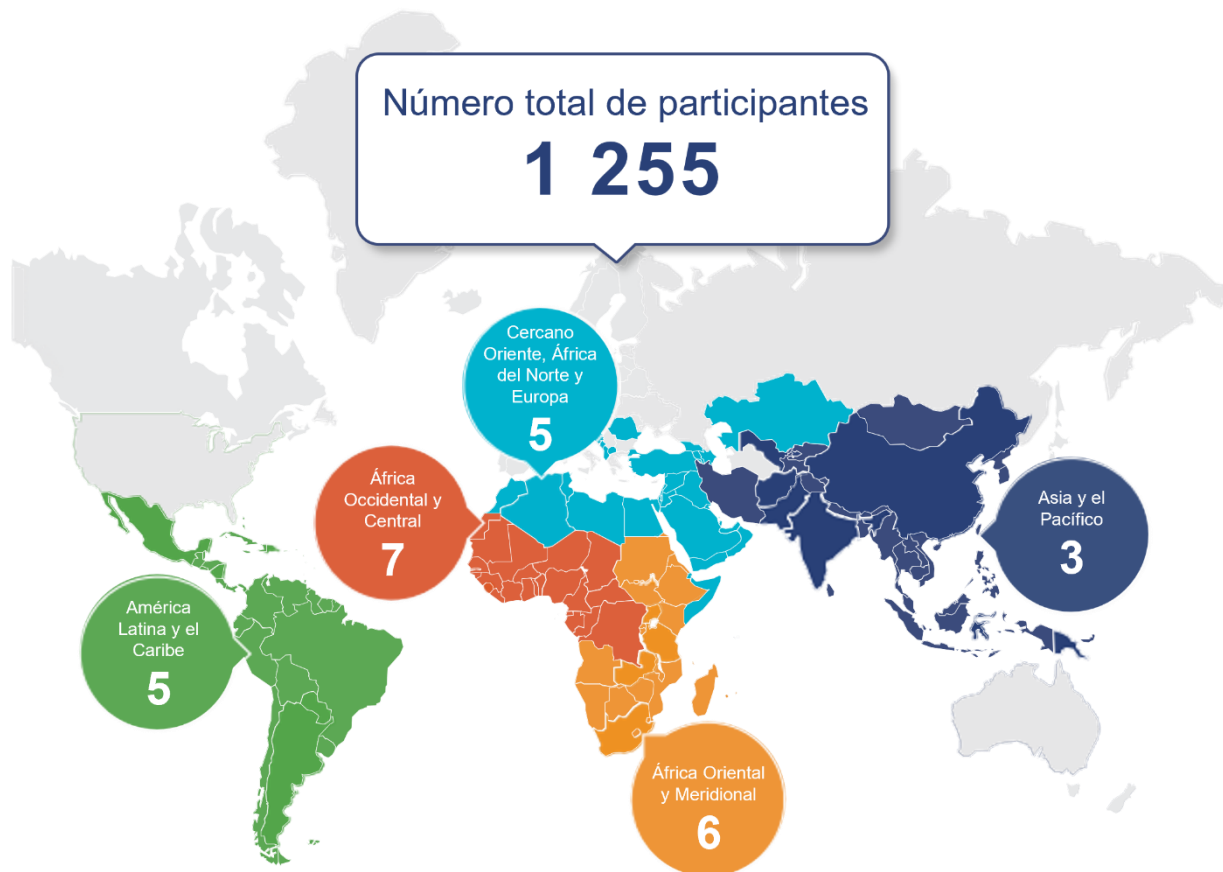 Número total de participantes
1 255
Cercano
Oriente, África
del Norte y
Europa
5
África
Occidental y
Central
7
Asia y el
Pacífico
3
América
Latina y el
Caribe
5
África Oriental
y Meridional
6